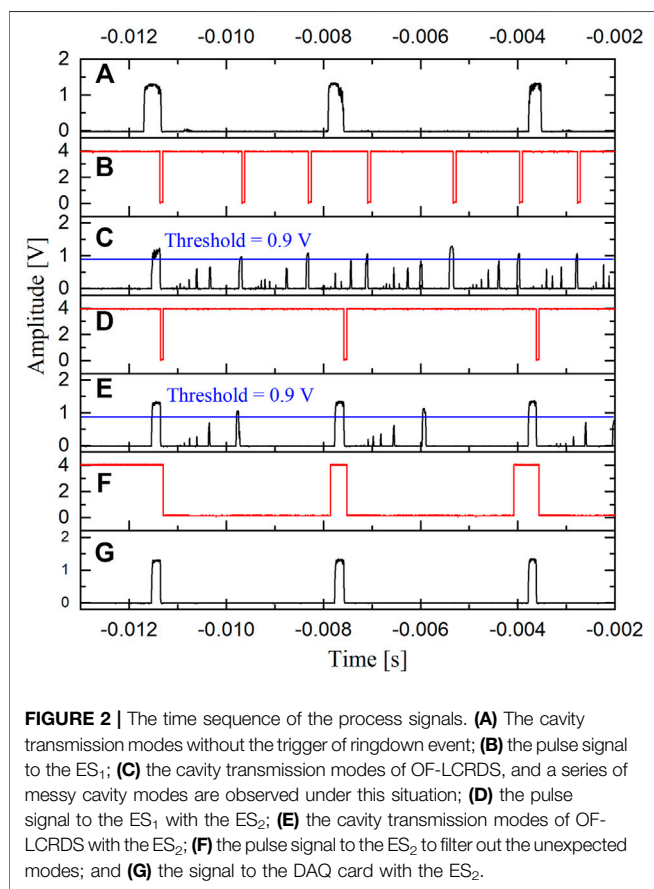 -0.012 -0.010 -0.008 -0.006 -0.004 -0.002
2
A
1
0
4
B
2
0
2
C
Threshold = 0.9 V
1
0
4
D
2
0
2
E
Threshold = 0.9 V
1
0
4
F
2
0
2
G
1
0
Amplitude [V]
-0.012 -0.010 -0.008 -0.006 -0.004 -0.002
Time [s]
FIGURE 2 | The time sequence of the process signals. (A) The cavity
transmission modes without the trigger of ringdown event; (B) the pulse signal
to the ES₁; (C) the cavity transmission modes of OF-LCRDS, and a series of
messy cavity modes are observed under this situation; (D) the pulse
signal to the ES₁ with the ES₂; (E) the cavity transmission modes of OF-
LCRDS with the ES₂; (F) the pulse signal to the ES₂ to filter out the unexpected
modes; and (G) the signal to the DAQ card with the ES₂.